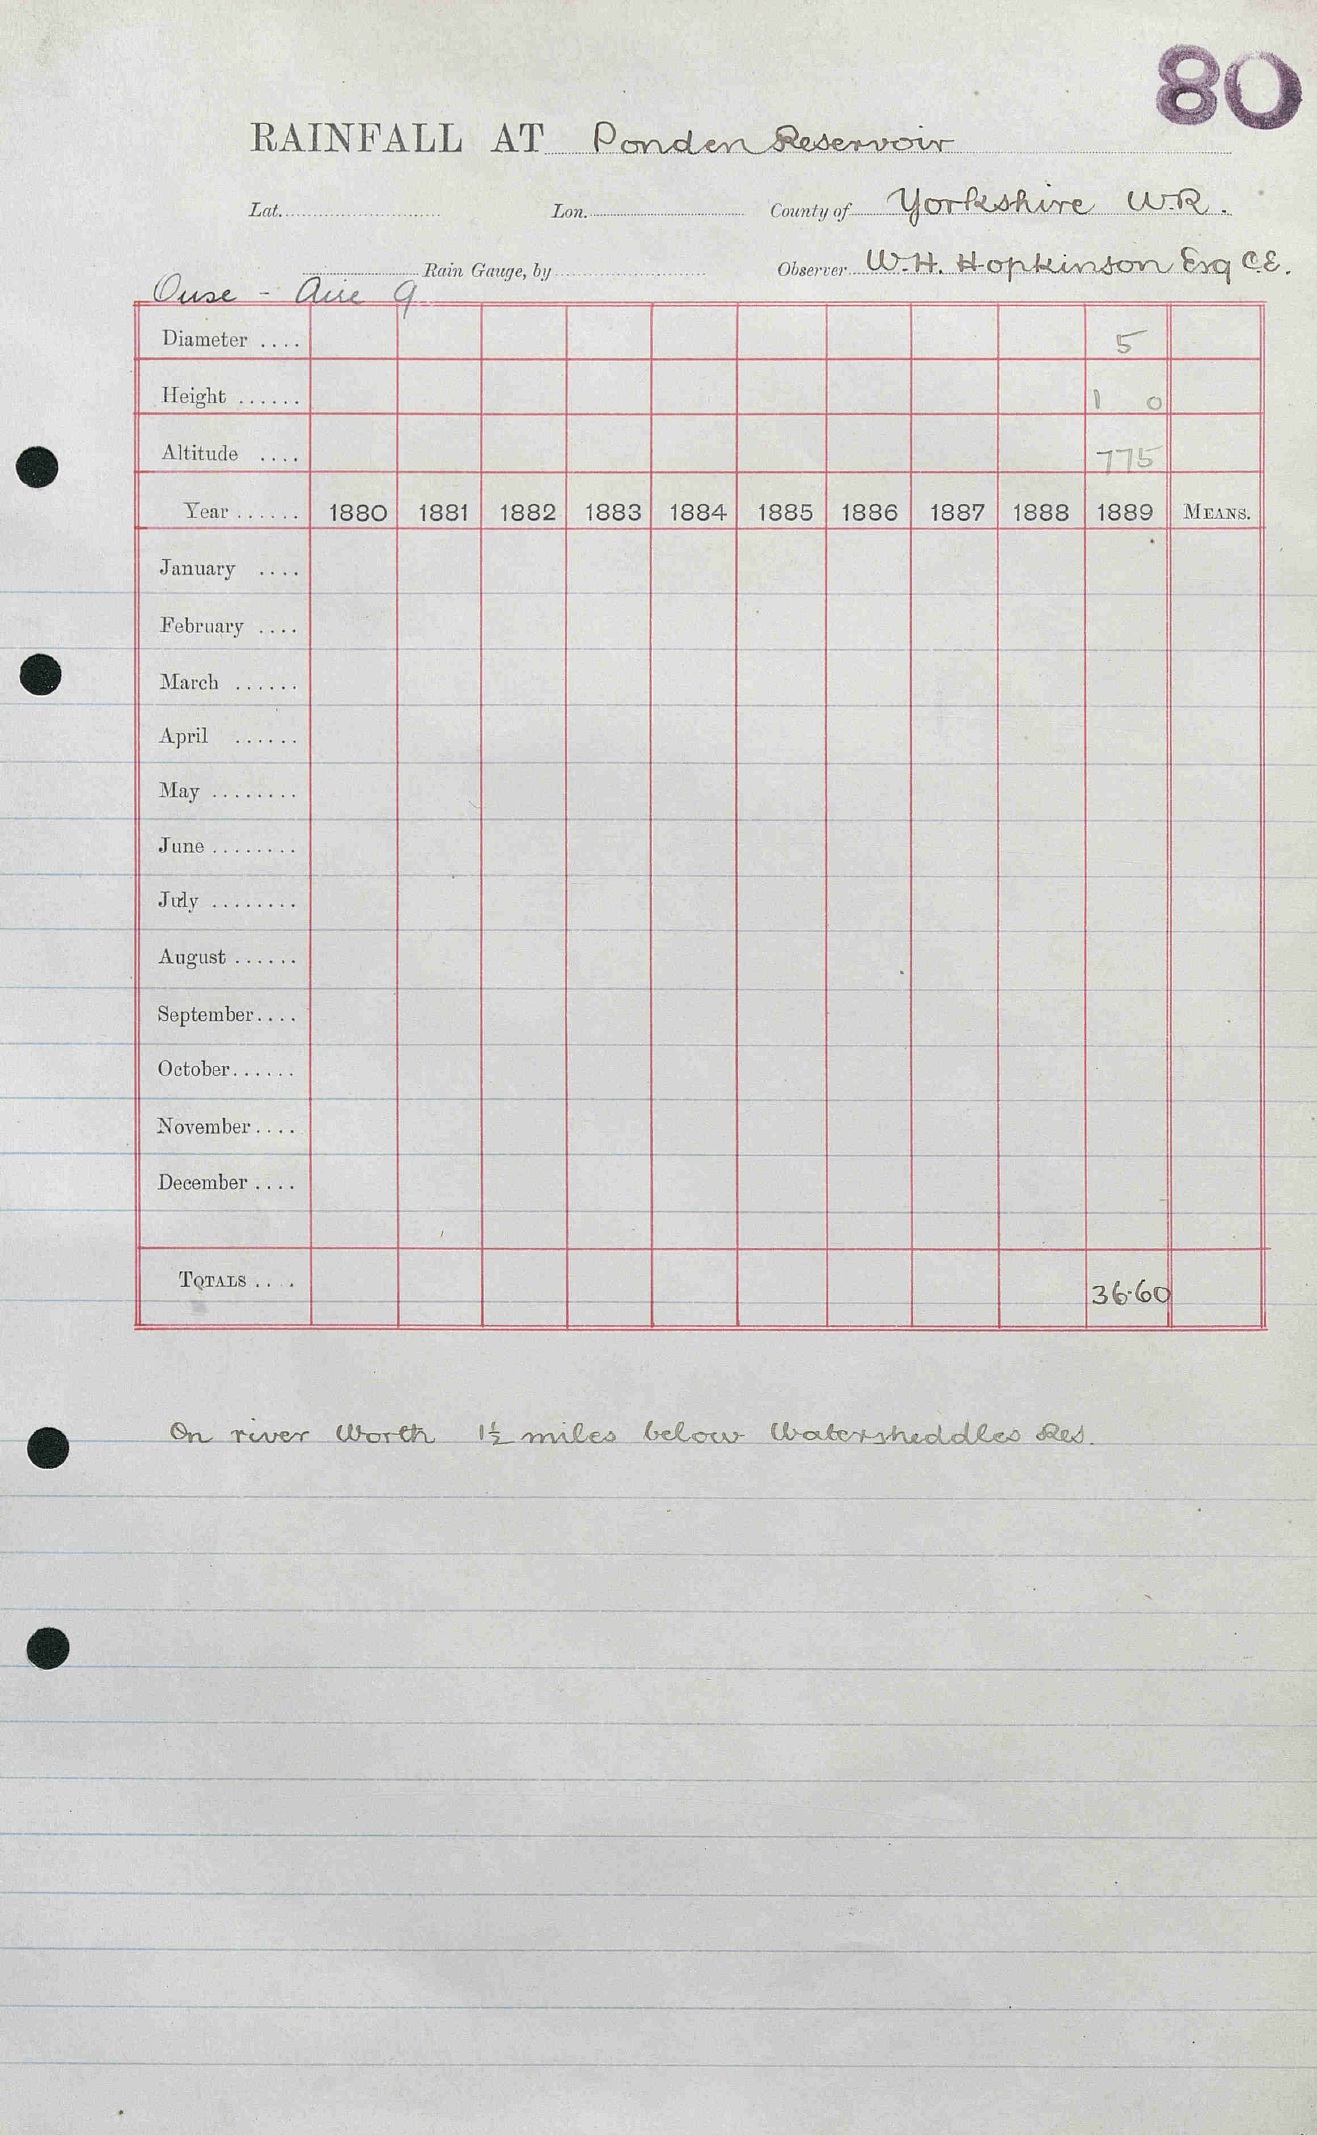 80
RAINFALL AT Ponden Reservoir
Lat. Lon. County of Yorkshire W.R.
Rain Gauge, by Observer W.H. Hopkinson Esq C.E.
Ouse - Aire 9
Diameter .... 5
Height ...... 1 0
Altitude .... 775
Year ...... 1880 1881 1882 1883 1884 1885 1886 1887 1888 1889 MEANS.
January ....
February ....
March ......
April ......
May ........
June ........
July ........
August ......
September....
October......
November....
December ....
TOTALS .... 36.60
On river Worth 1½ miles below Watersheddles Res.